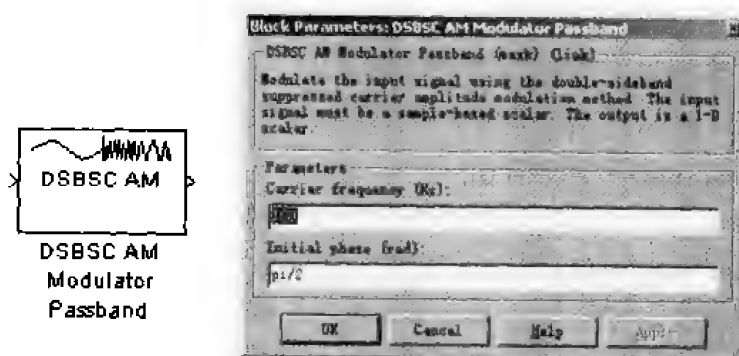 DSBSC AM
DSBSC AM
Modulator
Passband
Block Parameters: DSBSC AM Modulator Passband
DSBSC AM Modulator Passband (mask) (link)
Modulate the input signal using the double-sideband
suppressed carrier amplitude modulation method. The input
signal must be a sample-based scalar. The output is a 1-D
scalar.
Parameters
Carrier frequency (Hz):
Initial phase (rad):
pi/2
OK
Cancel
Help
Apply